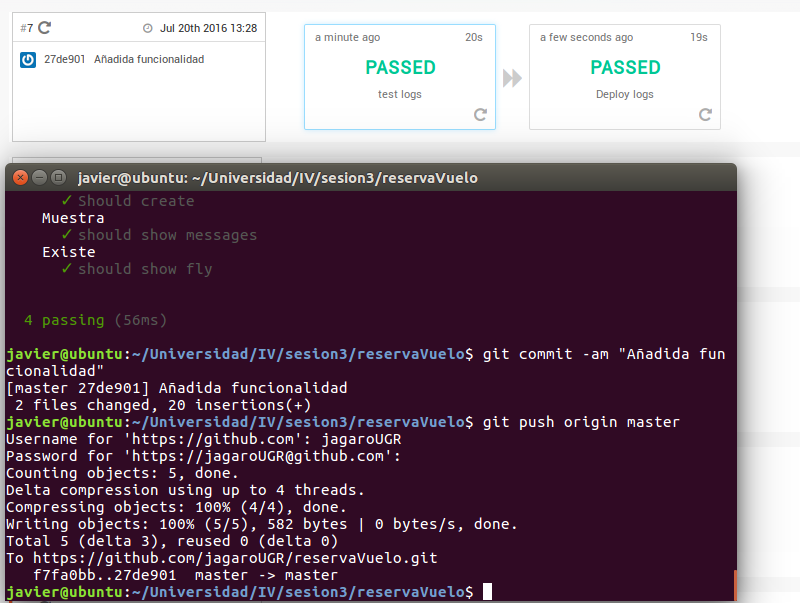 #7 Jul 20th 2016 13:28
27de901 Añadida funcionalidad
a minute ago 20s
PASSED
test logs
a few seconds ago 19s
PASSED
Deploy logs
javier@ubuntu: ~/Universidad/IV/sesion3/reservaVuelo
✓ Should create
Muestra
✓ should show messages
Existe
✓ should show fly
4 passing (56ms)
javier@ubuntu:~/Universidad/IV/sesion3/reservaVuelo$ git commit -am "Añadida fun
cionalidad"
[master 27de901] Añadida funcionalidad
2 files changed, 20 insertions(+)
javier@ubuntu:~/Universidad/IV/sesion3/reservaVuelo$ git push origin master
Username for 'https://github.com': jagaroUGR
Password for 'https://jagaroUGR@github.com':
Counting objects: 5, done.
Delta compression using up to 4 threads.
Compressing objects: 100% (4/4), done.
Writing objects: 100% (5/5), 582 bytes | 0 bytes/s, done.
Total 5 (delta 3), reused 0 (delta 0)
To https://github.com/jagaroUGR/reservaVuelo.git
f7fa0bb..27de901 master -> master
javier@ubuntu:~/Universidad/IV/sesion3/reservaVuelo$